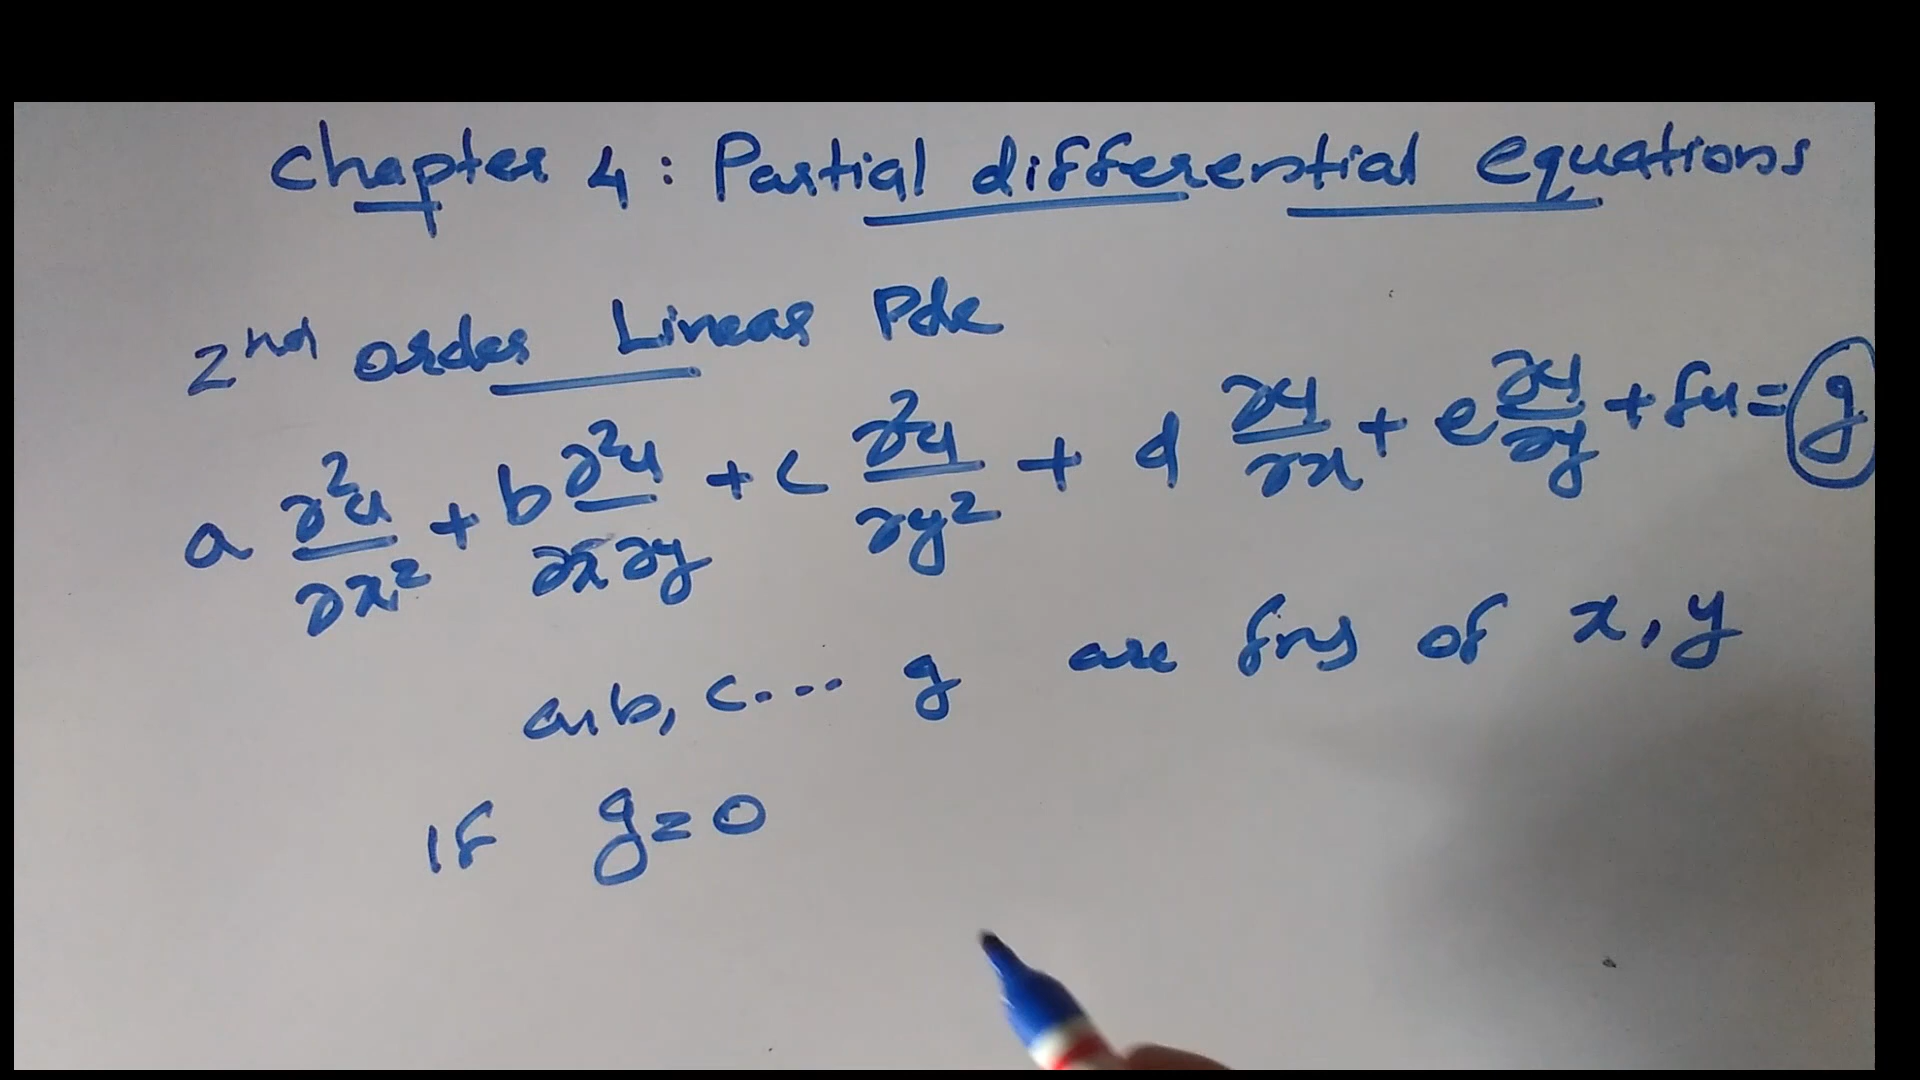 Chapter 4: Partial differential equations
2nd order Linear Pde
a ∂²u/∂x² + b ∂²u/∂x∂y + c ∂²u/∂y² + d ∂u/∂x + e ∂u/∂y + fu = g
a,b, c.... g are fns of x, y
If g=0